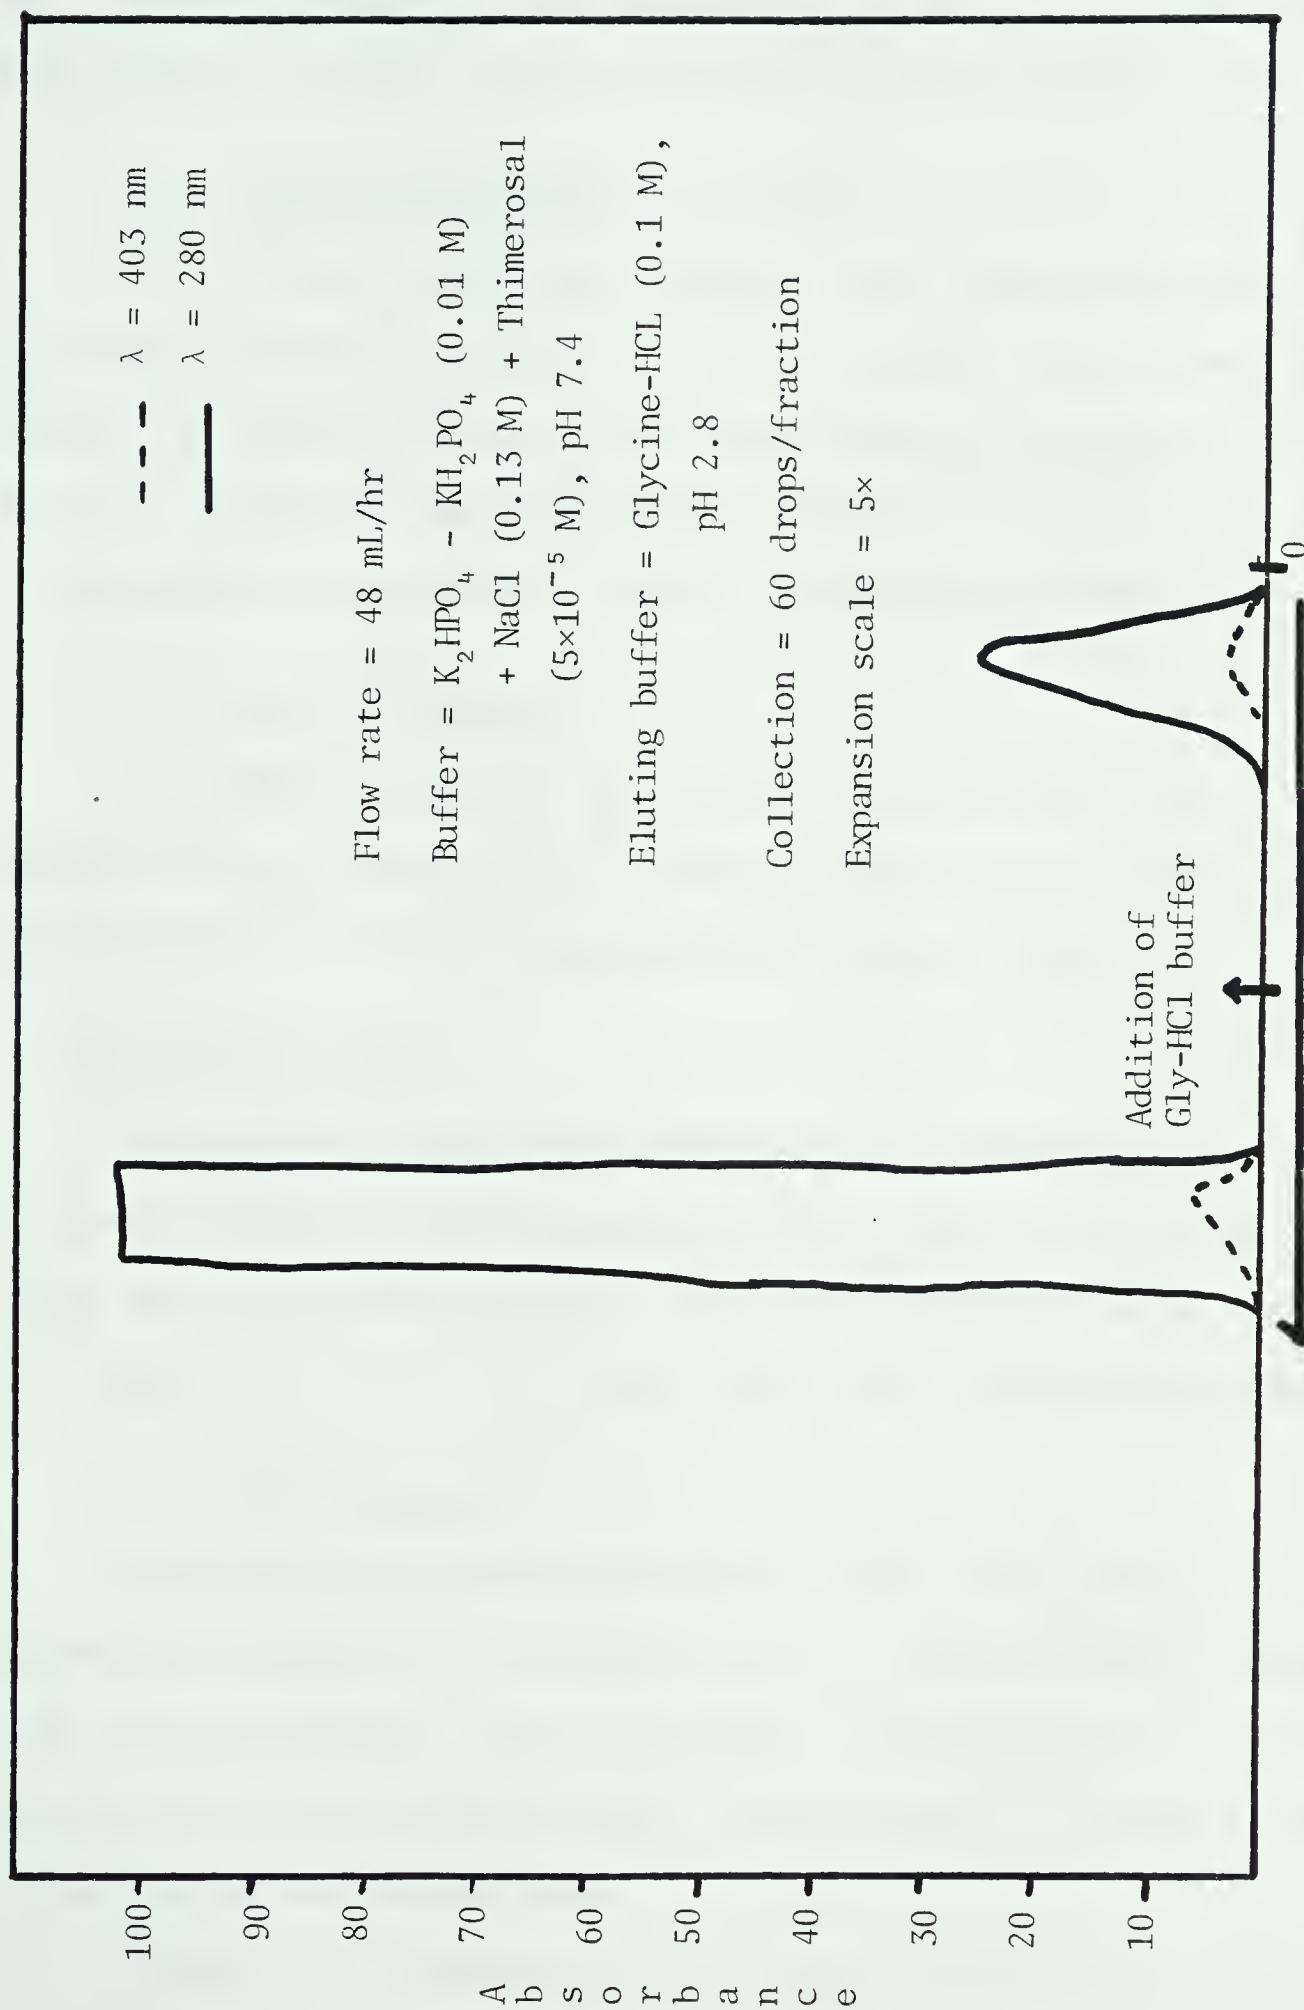 --- λ = 403 nm
— λ = 280 nm
Flow rate = 48 mL/hr
Buffer = K₂HPO₄ - KH₂PO₄ (0.01 M)
+ NaCl (0.13 M) + Thimerosal
(5×10⁻⁵ M), pH 7.4
Eluting buffer = Glycine-HCL (0.1 M),
pH 2.8
Collection = 60 drops/fraction
Expansion scale = 5×
Addition of
Gly-HCl buffer
100
90
80
70
60
50
40
30
20
10
Absorbance
0